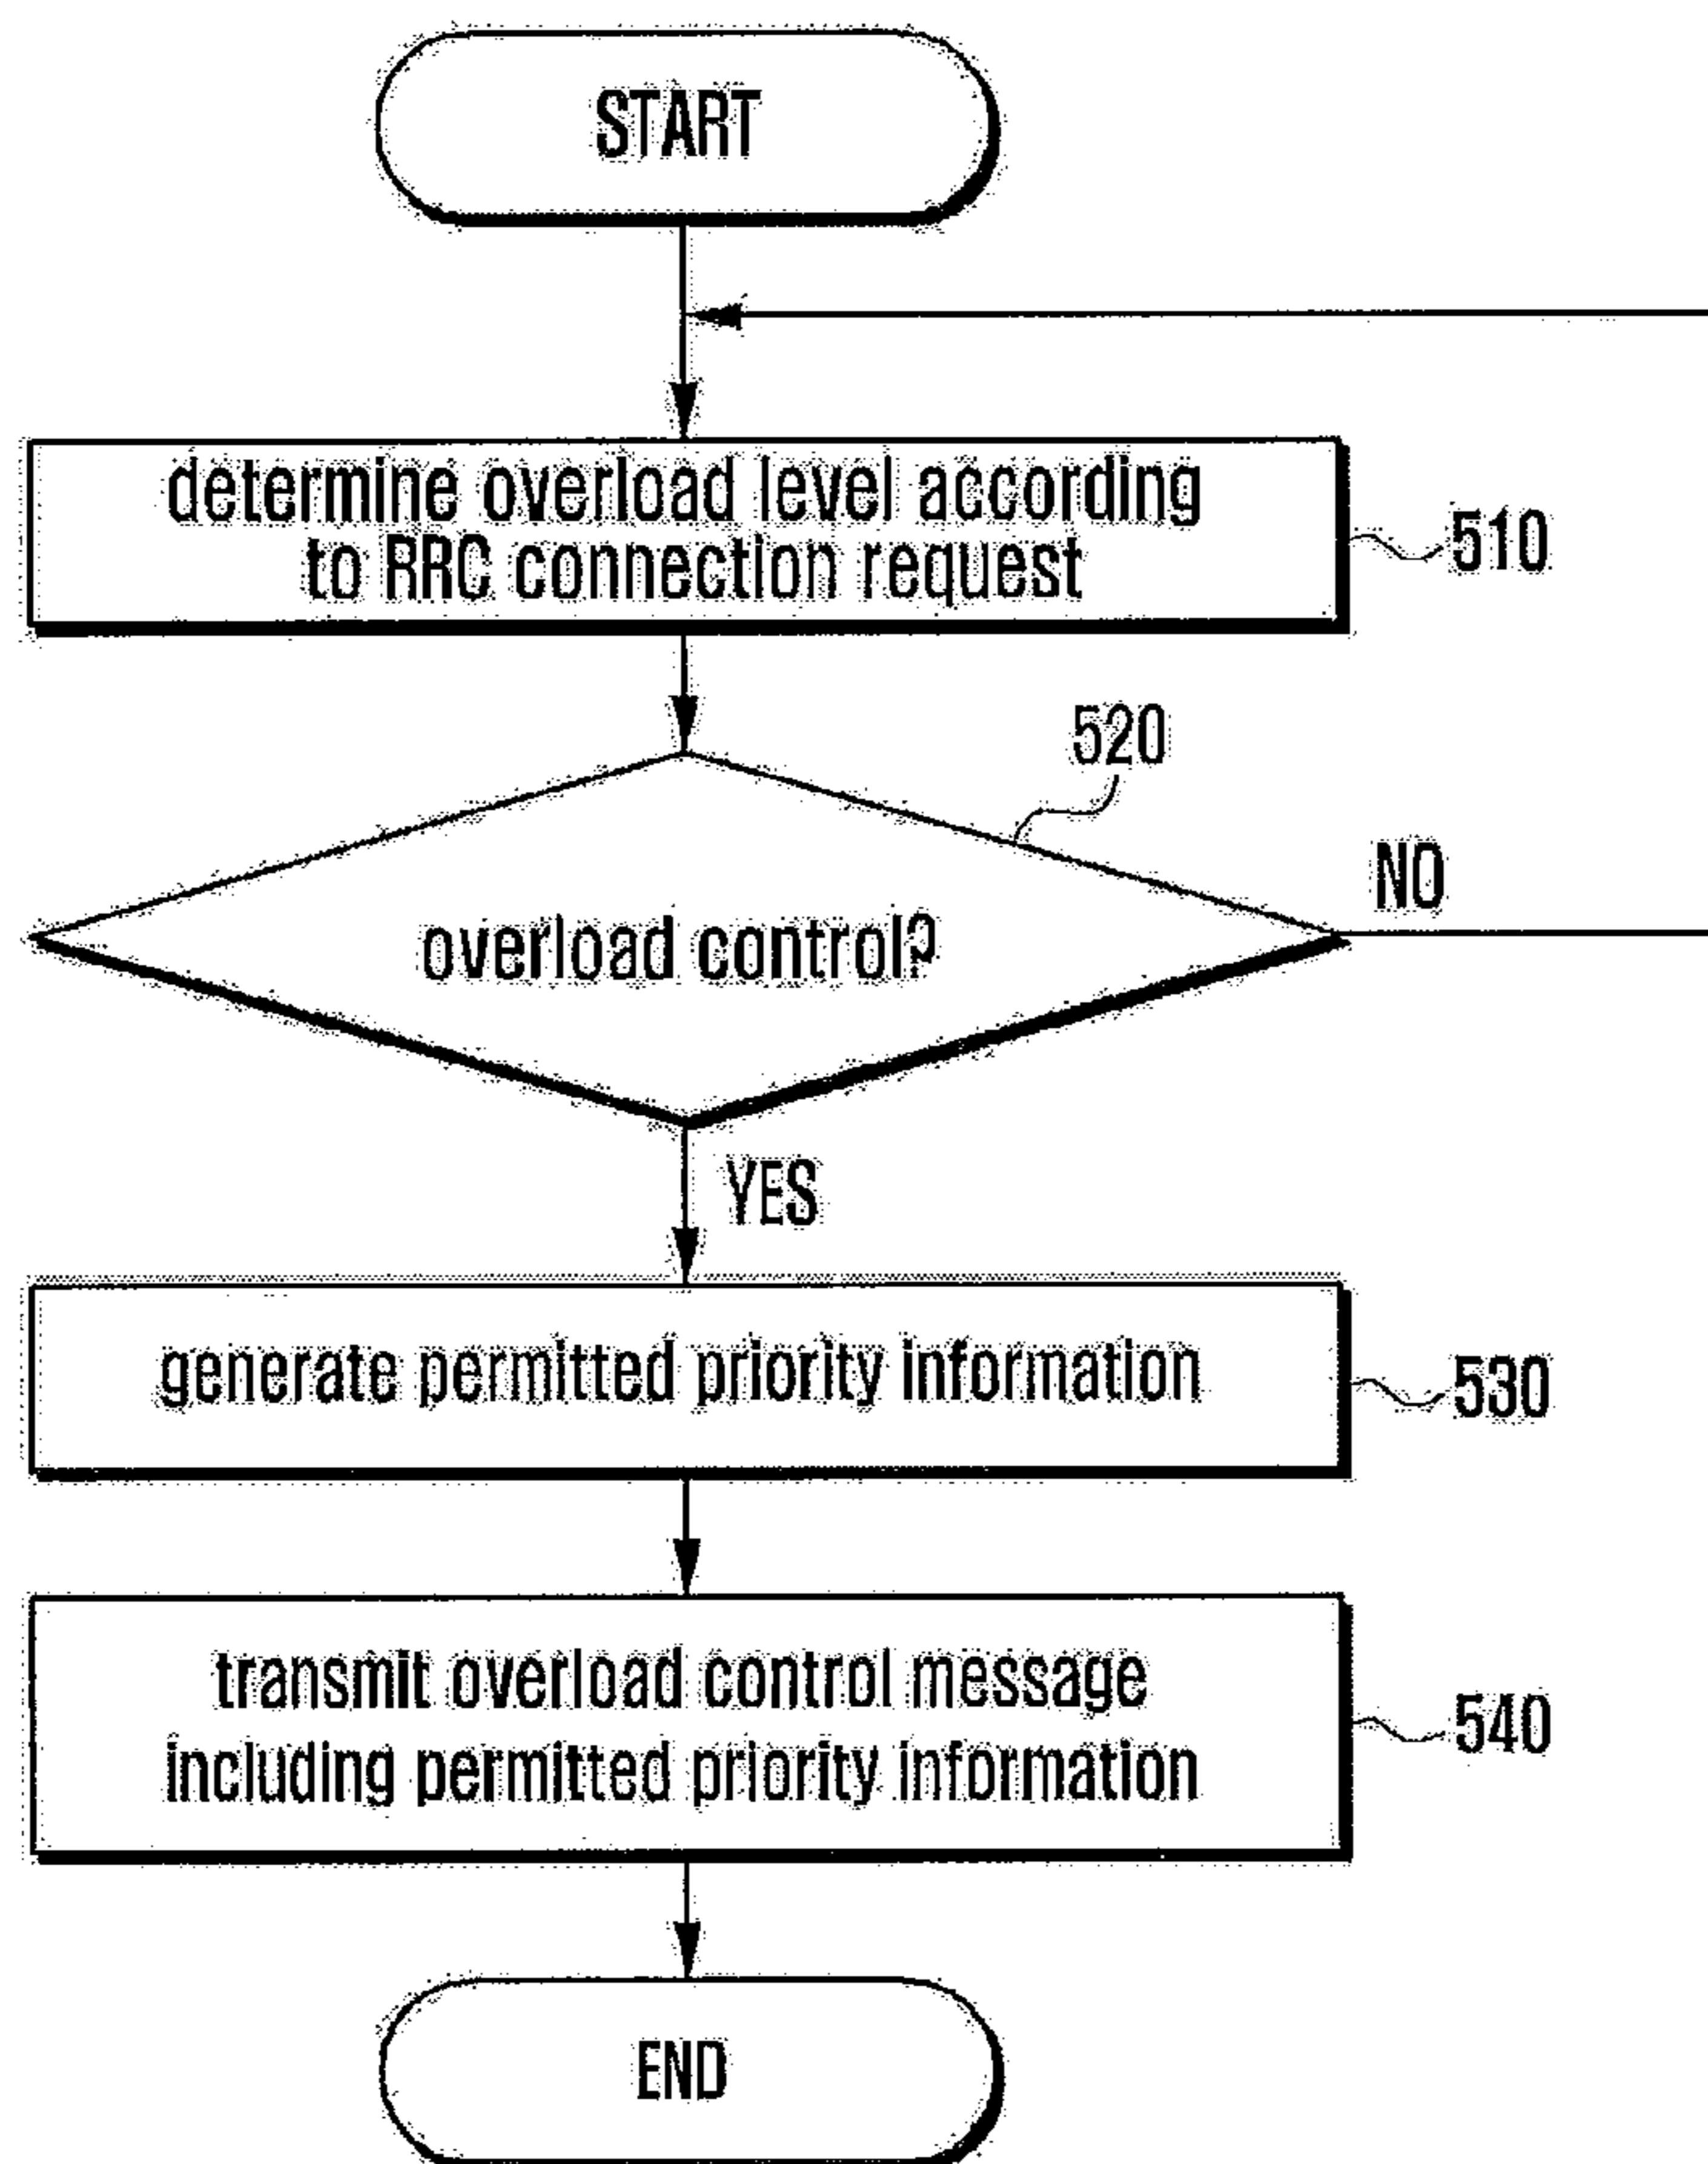 START
determine overload level according
to RRC connection request
510
520
overload control?
NO
YES
generate permitted priority information
530
transmit overload control message
including permitted priority information
540
END